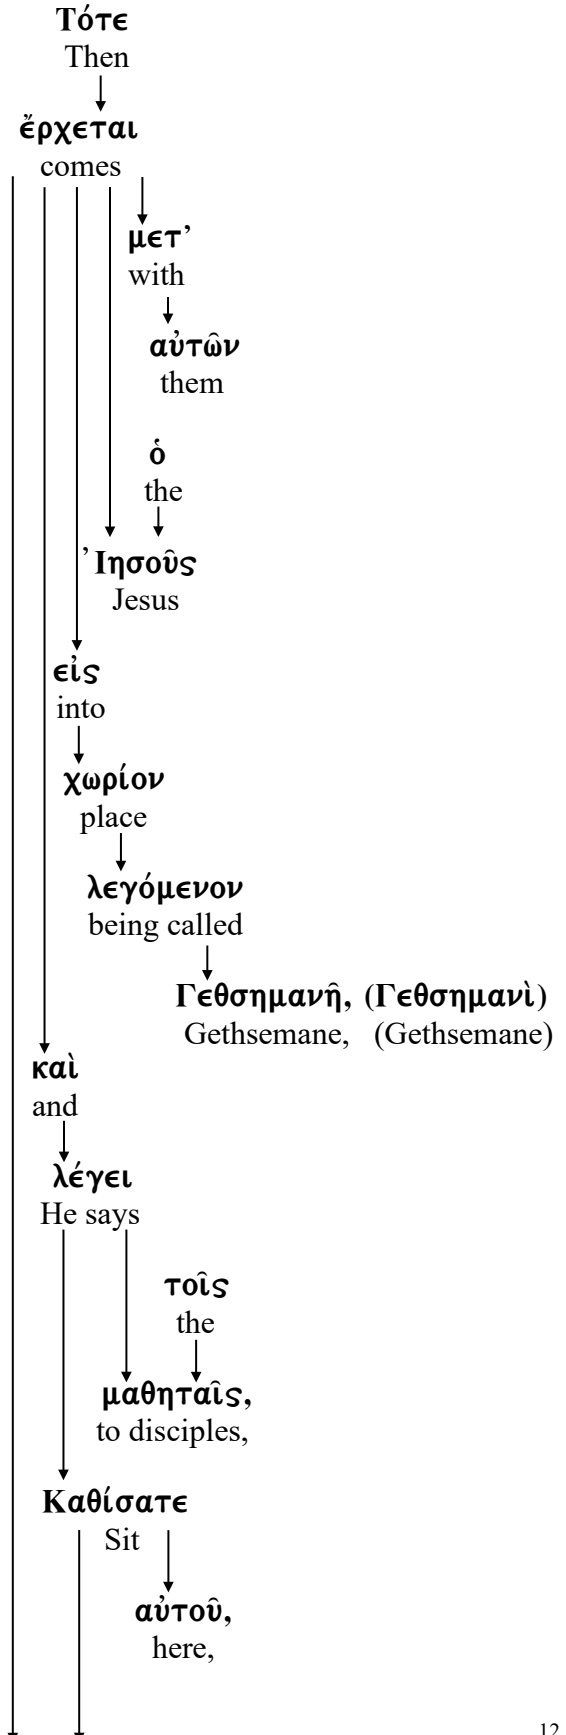 Τότε
Then
ἔρχεται
comes
μετ’
with
αὐτῶν
them
ὁ
the
’Ιησοῦς
Jesus
εἰς
into
χωρίον
place
λεγόμενον
being called
Γεθσημανῆ, (Γεθσημανὶ)
Gethsemane, (Gethsemane)
καὶ
and
λέγει
He says
τοῖς
the
μαθηταῖς,
to disciples,
Καθίσατε
Sit
αὐτοῦ,
here,
12